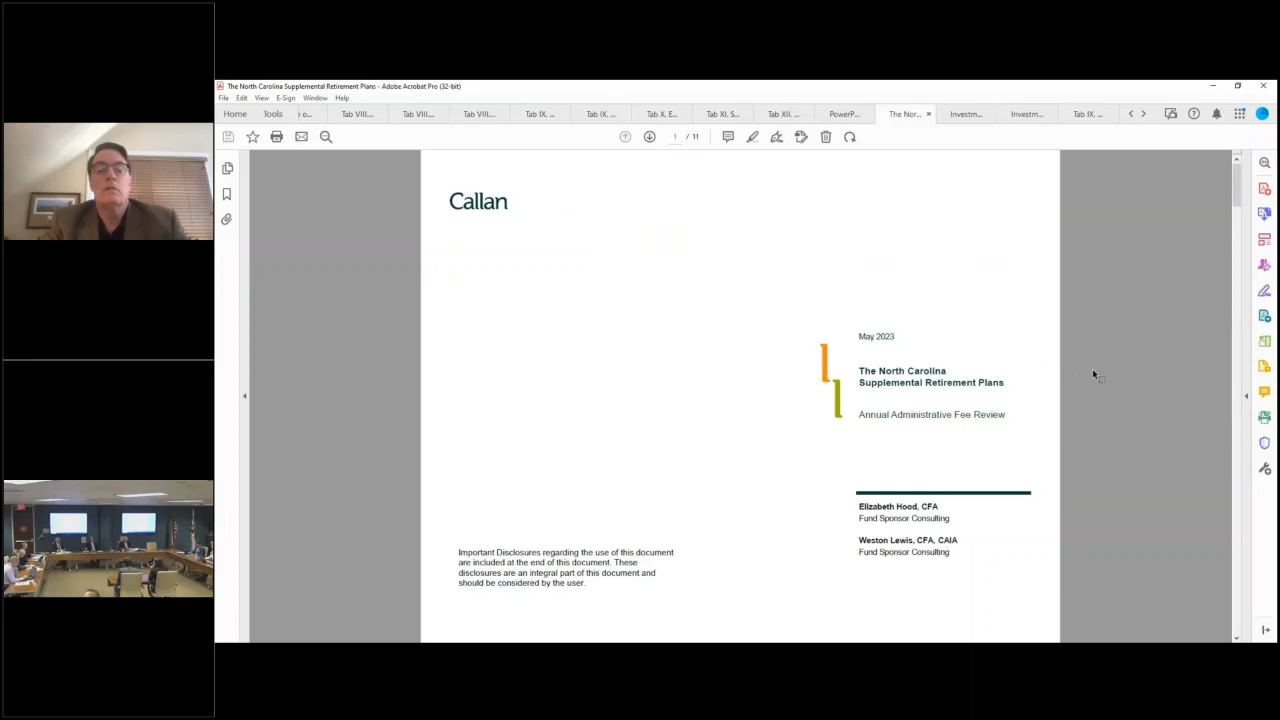 The North Carolina Supplemental Retirement Plans - Adobe Acrobat Pro (32-bit)
File Edit View E-Sign Window Help
Home Tools e o... Tab VIII.... Tab VIII.... Tab VIII.... Tab IX. ... Tab IX. ... Tab X. E... Tab XI. S... Tab XII. ... PowerP... The Nor... Investm... Investm... Tab IX. ...
1 / 11
Callan
May 2023
The North Carolina
Supplemental Retirement Plans
Annual Administrative Fee Review
Elizabeth Hood, CFA
Fund Sponsor Consulting
Weston Lewis, CFA, CAIA
Fund Sponsor Consulting
Important Disclosures regarding the use of this document
are included at the end of this document. These
disclosures are an integral part of this document and
should be considered by the user.